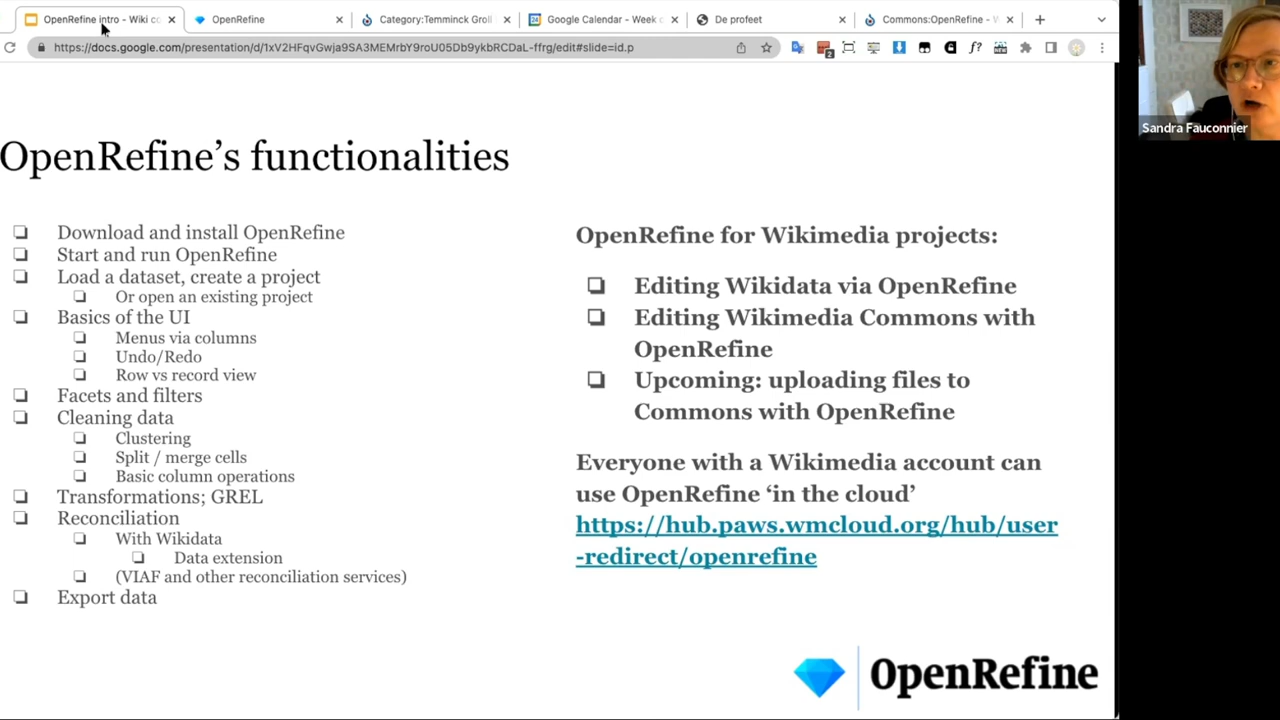 OpenRefine intro - Wiki co
OpenRefine
Category:Temminck Groll
Google Calendar - Week
De profeet
Commons:OpenRefine - W
https://docs.google.com/presentation/d/1xV2HFqvGwja9SA3MEMrbY9roU05Db9ykbRCDaL-ffrg/edit#slide=id.p
Sandra Fauconnier
OpenRefine's functionalities
Download and install OpenRefine
Start and run OpenRefine
Load a dataset, create a project
Or open an existing project
Basics of the UI
Menus via columns
Undo/Redo
Row vs record view
Facets and filters
Cleaning data
Clustering
Split / merge cells
Basic column operations
Transformations; GREL
Reconciliation
With Wikidata
Data extension
(VIAF and other reconciliation services)
Export data
OpenRefine for Wikimedia projects:
Editing Wikidata via OpenRefine
Editing Wikimedia Commons with
OpenRefine
Upcoming: uploading files to
Commons with OpenRefine
Everyone with a Wikimedia account can
use OpenRefine ‘in the cloud’
https://hub.paws.wmcloud.org/hub/user
-redirect/openrefine
OpenRefine